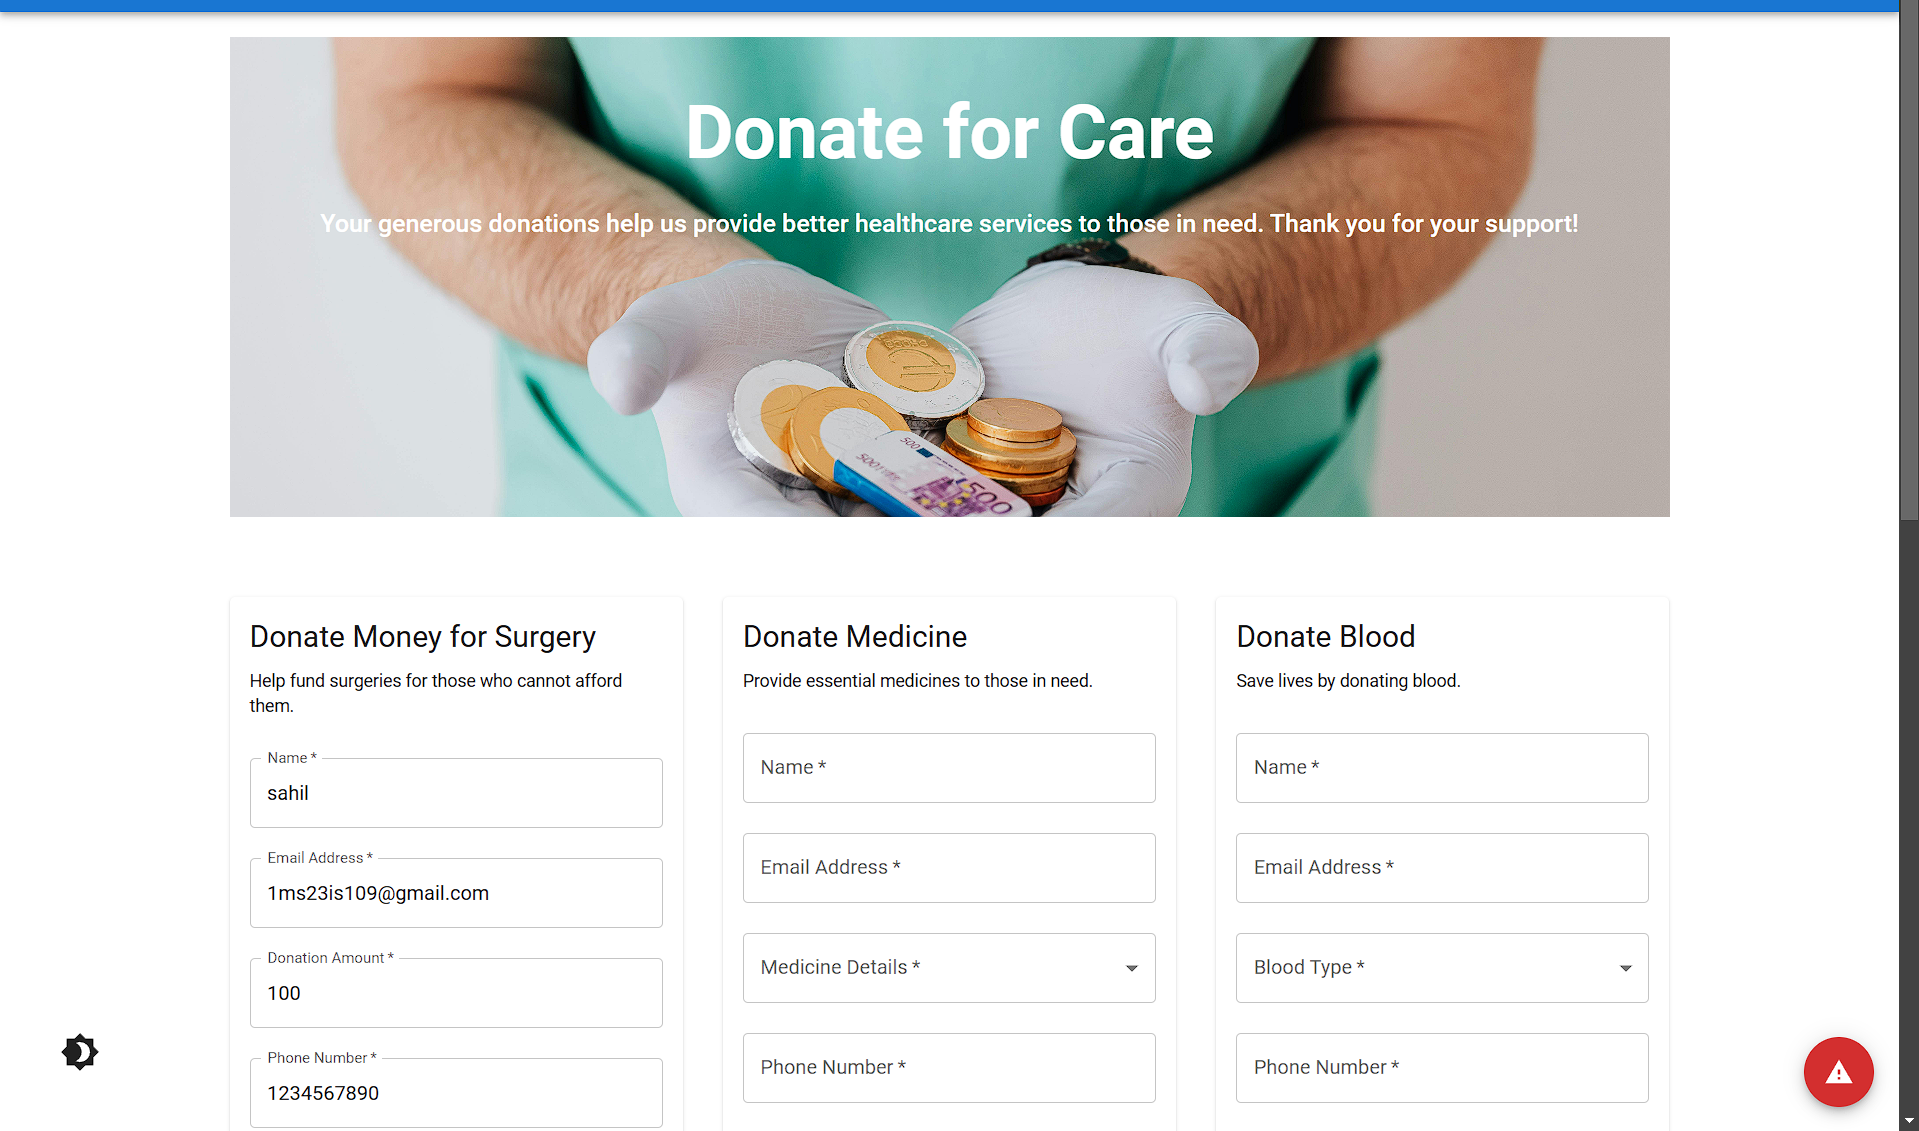 Donate for Care
Your generous donations help us provide better healthcare services to those in need. Thank you for your support!
500
500
500
Donate Money for Surgery
Help fund surgeries for those who cannot afford
them.
Name *
sahil
Email Address *
1ms23is109@gmail.com
Donation Amount *
100
Phone Number *
1234567890
Donate Medicine
Provide essential medicines to those in need.
Name *
Email Address *
Medicine Details *
Phone Number *
Donate Blood
Save lives by donating blood.
Name *
Email Address *
Blood Type *
Phone Number *